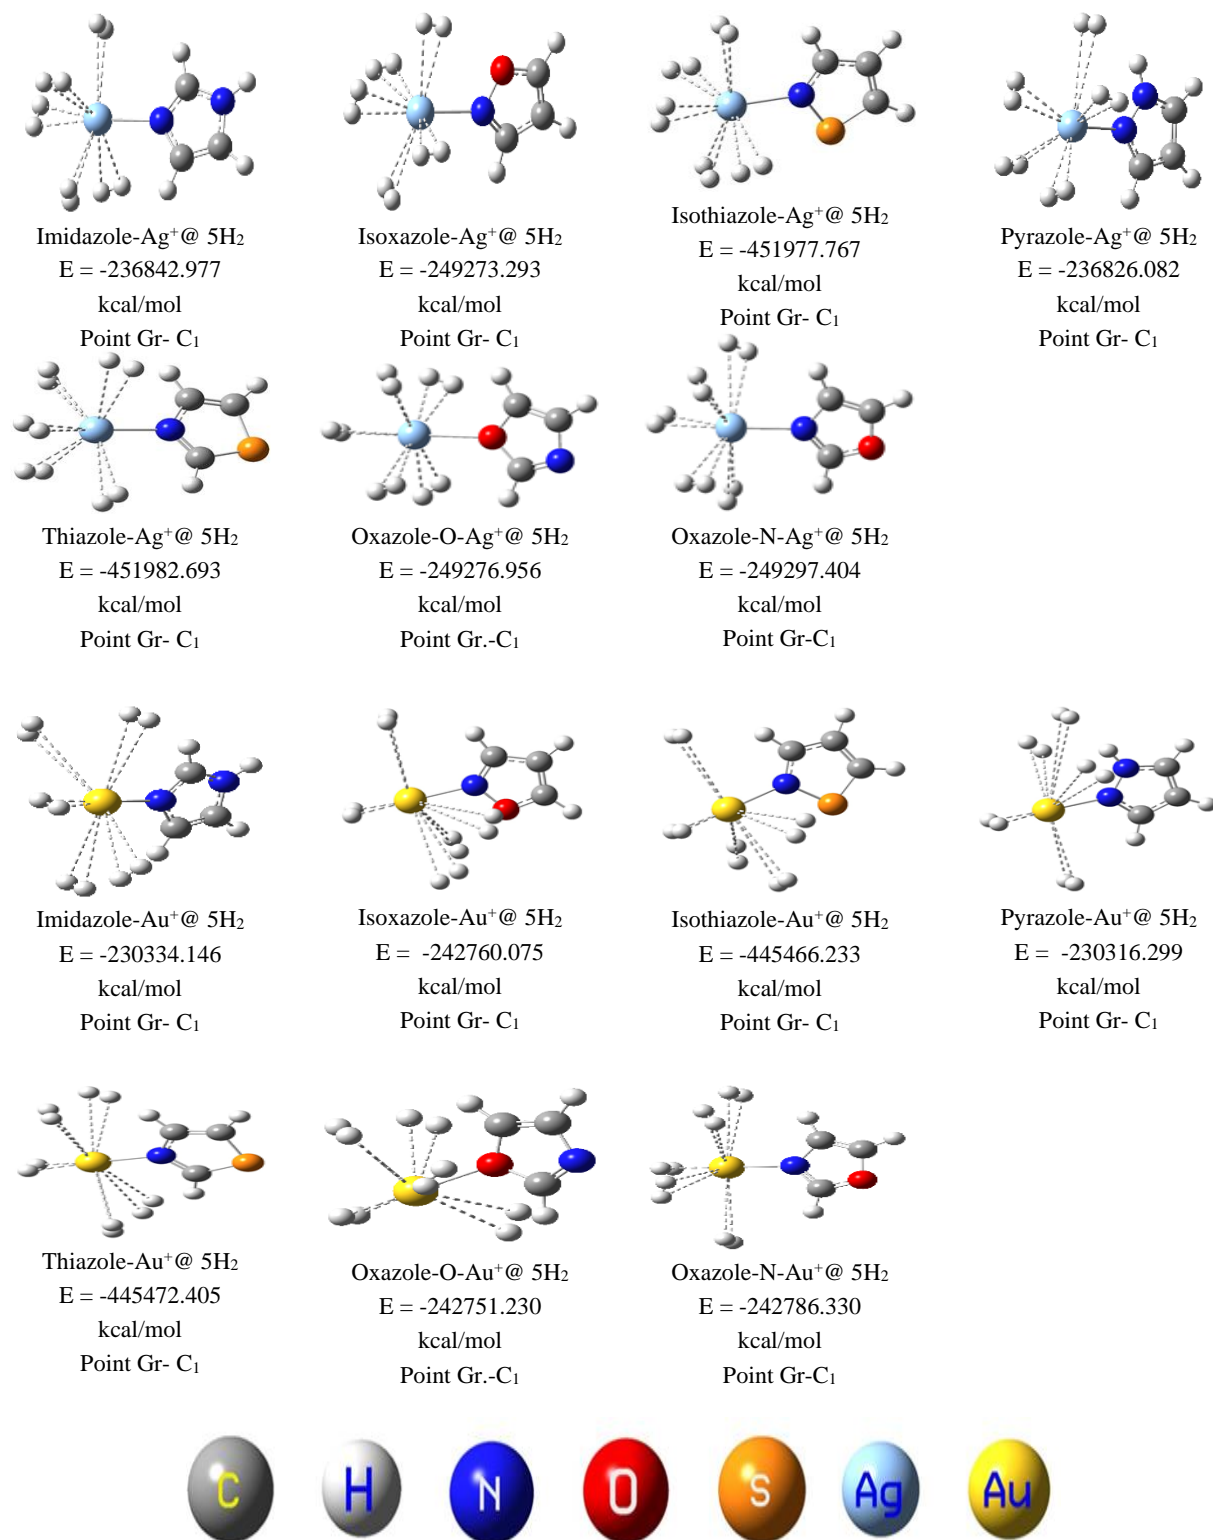 Imidazole-Ag⁺@ 5H₂
E = -236842.977
kcal/mol
Point Gr- C₁
Isoxazole-Ag⁺@ 5H₂
E = -249273.293
kcal/mol
Point Gr- C₁
Isothiazole-Ag⁺@ 5H₂
E = -451977.767
kcal/mol
Point Gr- C₁
Pyrazole-Ag⁺@ 5H₂
E = -236826.082
kcal/mol
Point Gr- C₁
Thiazole-Ag⁺@ 5H₂
E = -451982.693
kcal/mol
Point Gr- C₁
Oxazole-O-Ag⁺@ 5H₂
E = -249276.956
kcal/mol
Point Gr.-C₁
Oxazole-N-Ag⁺@ 5H₂
E = -249297.404
kcal/mol
Point Gr-C₁
Imidazole-Au⁺@ 5H₂
E = -230334.146
kcal/mol
Point Gr- C₁
Isoxazole-Au⁺@ 5H₂
E =  -242760.075
kcal/mol
Point Gr- C₁
Isothiazole-Au⁺@ 5H₂
E = -445466.233
kcal/mol
Point Gr- C₁
Pyrazole-Au⁺@ 5H₂
E =  -230316.299
kcal/mol
Point Gr- C₁
Thiazole-Au⁺@ 5H₂
E = -445472.405
kcal/mol
Point Gr- C₁
Oxazole-O-Au⁺@ 5H₂
E = -242751.230
kcal/mol
Point Gr.-C₁
Oxazole-N-Au⁺@ 5H₂
E = -242786.330
kcal/mol
Point Gr-C₁
C H N O S Ag Au